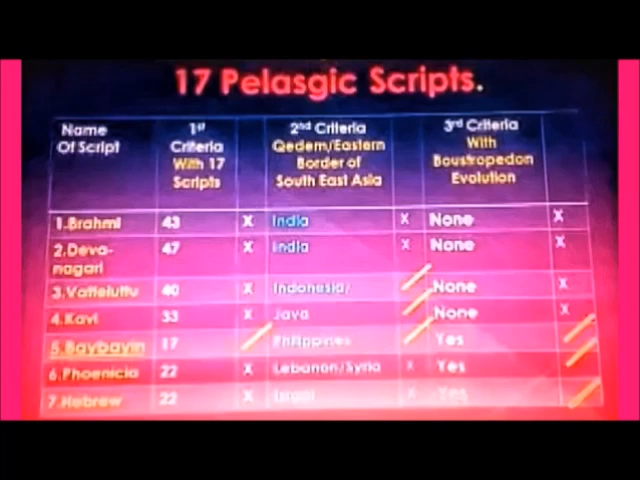 17 Pelasgic Scripts.
Name Of Script 1st Criteria With 17 Scripts 2nd Criteria Qedem/Eastern Border of South East Asia 3rd Criteria With Boustropedon Evolution
1.Brahmi 43 X India X None X
2.Deva-nagari 47 X India X None X
3.Vatteluttu 40 X Indonesia/ None X
4.Kavi 33 X Java None X
5.Baybayin 17 Philippines Yes
6.Phoenicia 22 X Lebanon/Syria X Yes
7.Hebrew 22 X Israel X Yes